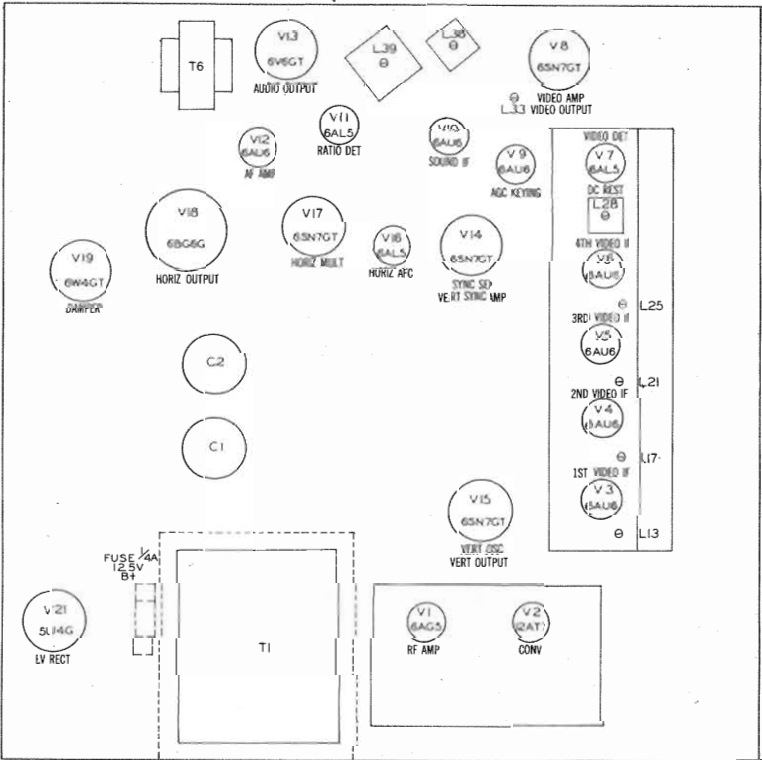 T6
V13
6V6GT
AUDIO OUTPUT
L39
L38
V8
6SN7GT
VIDEO AMP
L33 VIDEO OUTPUT
V11
6AL5
RATIO DET
V12
6AU6
AF AMP
V10
6AU6
SOUND IF
V9
6AU6
AGC KEYING
VIDEO DET
V7
6AL5
DC REST
L28
V18
6BG6G
HORIZ OUTPUT
V17
6SN7GT
HORIZ MULT
V16
6AL5
HORIZ AFC
V14
6SN7GT
SYNC SEP
VERT SYNC AMP
V19
6W4GT
DAMPER
4TH VIDEO IF
V6
6AU6
L25
3RD VIDEO IF
V5
6AU6
L21
2ND VIDEO IF
V4
6AU6
L17
1ST VIDEO IF
V3
6AU6
L13
C2
C1
V15
6SN7GT
VERT OSC
VERT OUTPUT
FUSE 1/4A
125V
B+
V21
5U4G
LV RECT
T1
V1
6AG5
RF AMP
V2
12AT7
CONV